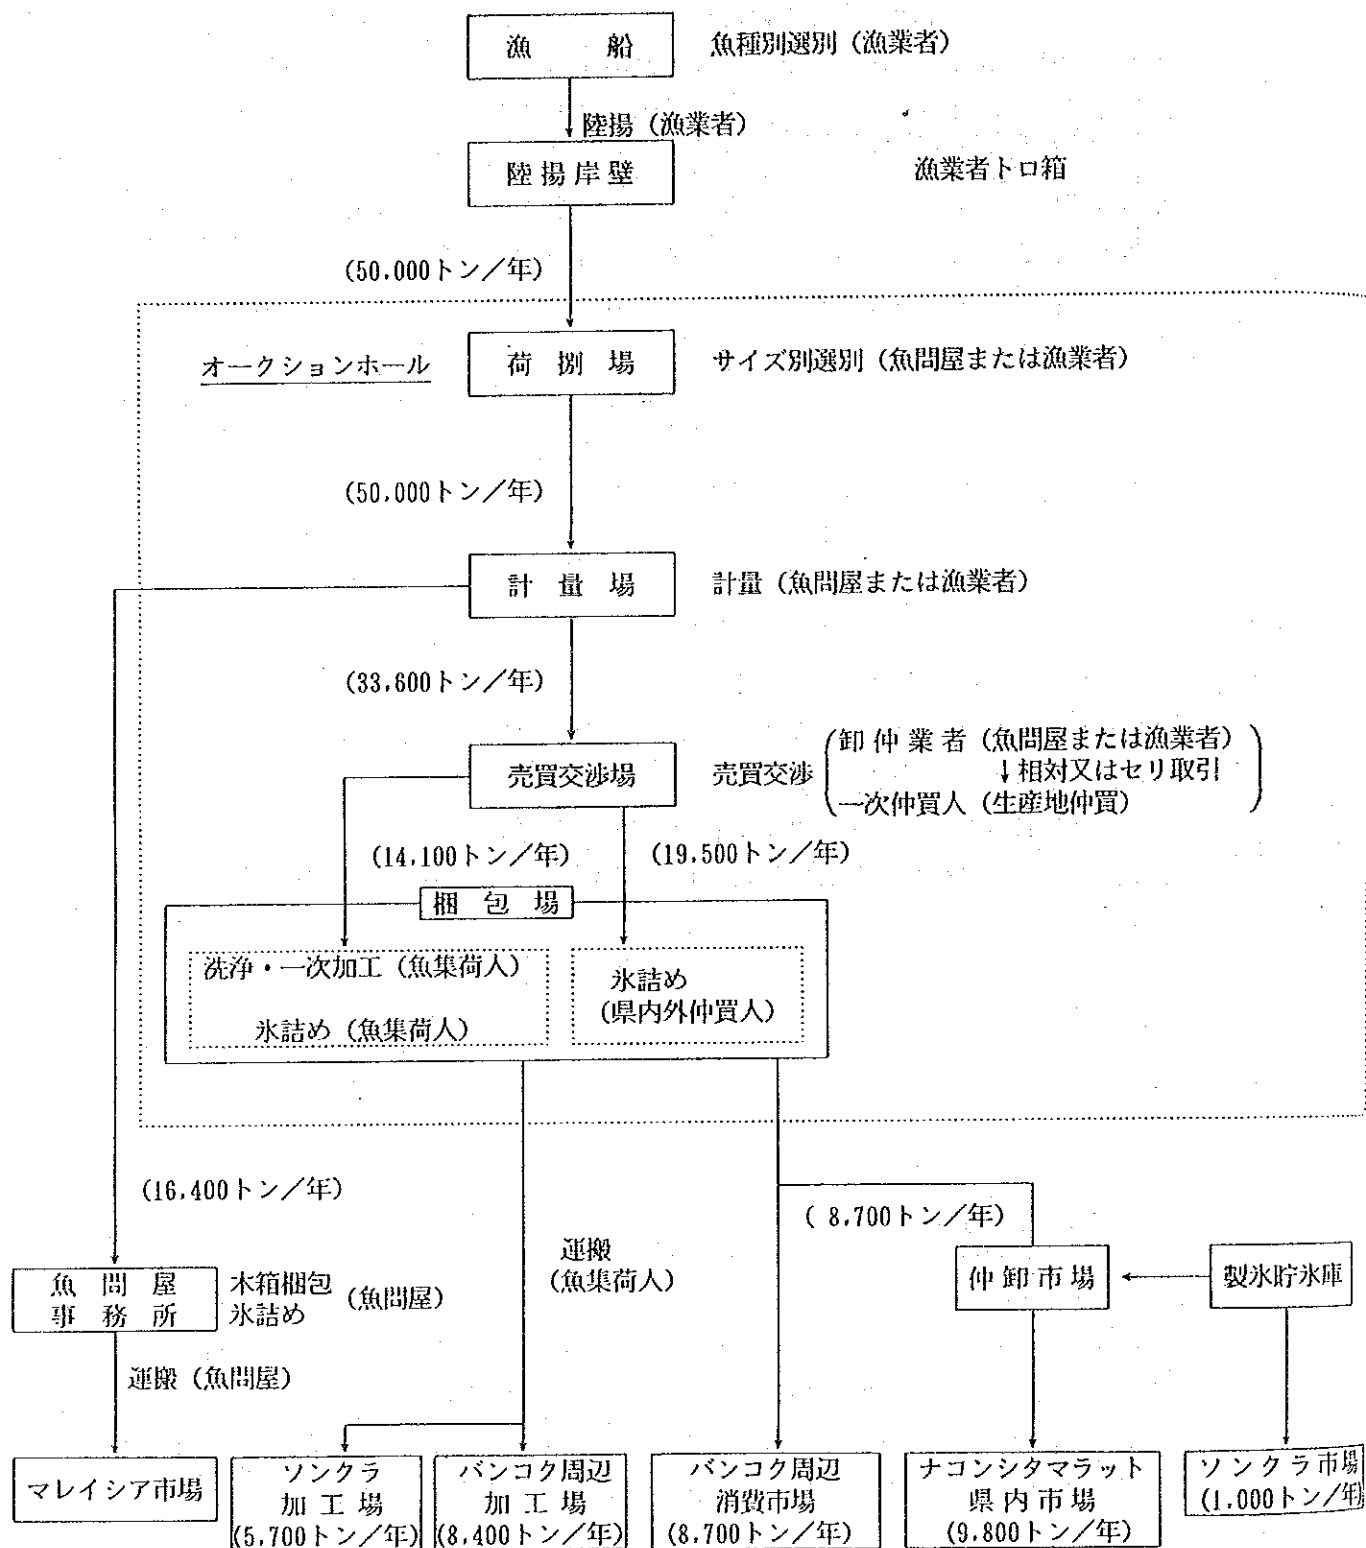 漁船 魚種別選別（漁業者）
陸揚（漁業者）
陸揚岸壁 漁業者トロ箱
(50,000トン／年)
オークションホール 荷捌場 サイズ別選別（魚問屋または漁業者）
(50,000トン／年)
計量場 計量（魚問屋または漁業者）
(33,600トン／年)
卸仲業者（魚問屋または漁業者）
売買交渉場 売買交渉 ↓相対又はセリ取引
一次仲買人（生産地仲買）
(14,100トン／年) (19,500トン／年)
梱包場
洗浄・一次加工（魚集荷人） 氷詰め
(県内外仲買人)
氷詰め（魚集荷人）
(16,400トン／年)
( 8,700トン／年)
運搬
(魚集荷人)
魚問屋 木箱梱包 (魚問屋) 仲卸市場 製氷貯氷庫
事務所 氷詰め
運搬（魚問屋）
マレイシア市場
ソンクラ
加工場
(5,700トン／年)
バンコク周辺
加工場
(8,400トン／年)
バンコク周辺
消費市場
(8,700トン／年)
ナコンシタマラット
県内市場
(9,800トン／年)
ソンクラ市場
(1,000トン／年)